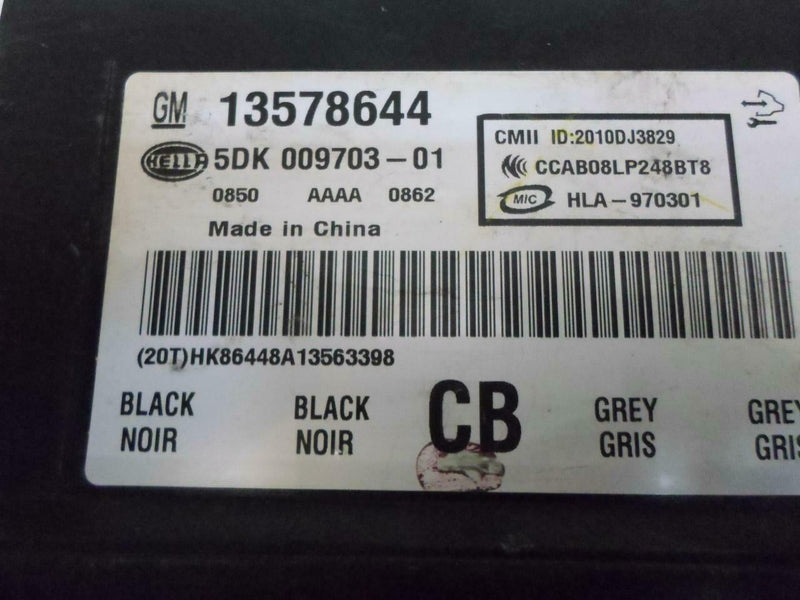 GM 13578644
HELLA 5DK 009703-01
0850 AAAA 0862
Made in China
CMII ID:2010DJ3829
CCAB08LP248BT8
MIC HLA-970301
(20T)HK86448A13563398
BLACK BLACK CB GREY GREY
NOIR NOIR GRIS GRIS